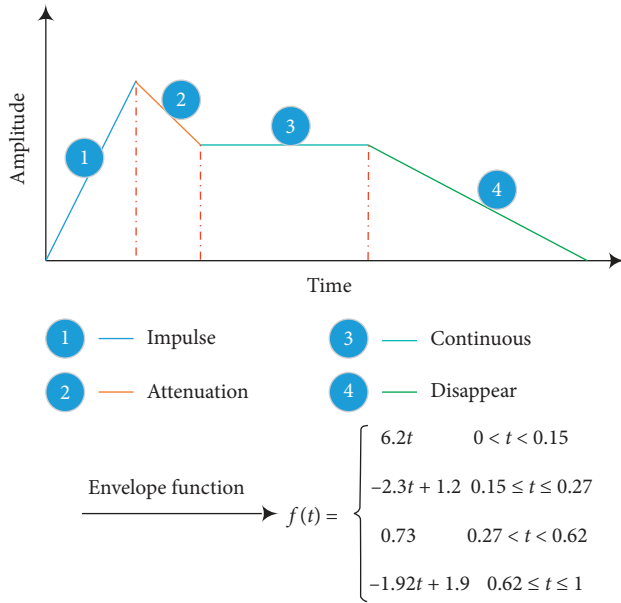 Amplitude
1
2
3
4
Time
1 Impulse
3 Continuous
2 Attenuation
4 Disappear
Envelope function
f(t) =
6.2t 0 < t < 0.15
–2.3t + 1.2 0.15 ≤ t ≤ 0.27
0.73 0.27 < t < 0.62
–1.92t + 1.9 0.62 ≤ t ≤ 1